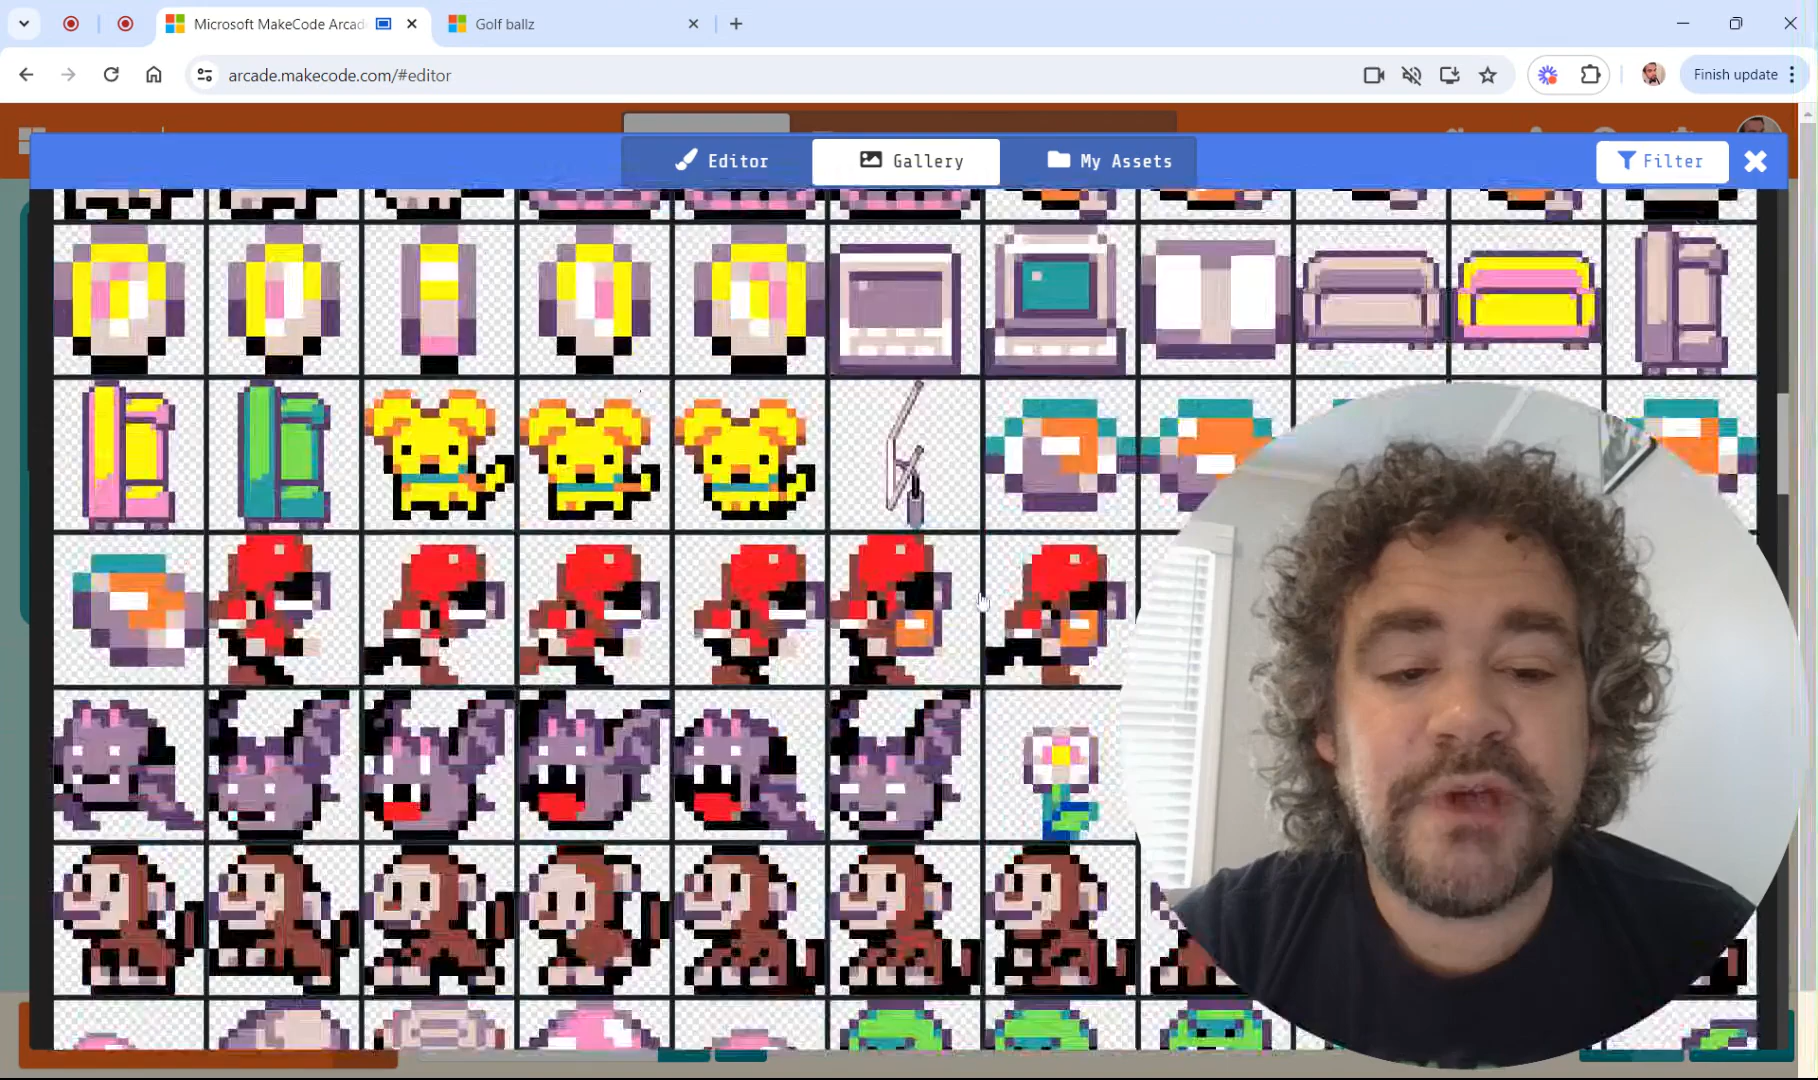 Microsoft MakeCode Arcad
Golf ballz
arcade.makecode.com/#editor
Finish update
Editor
Gallery
My Assets
Filter